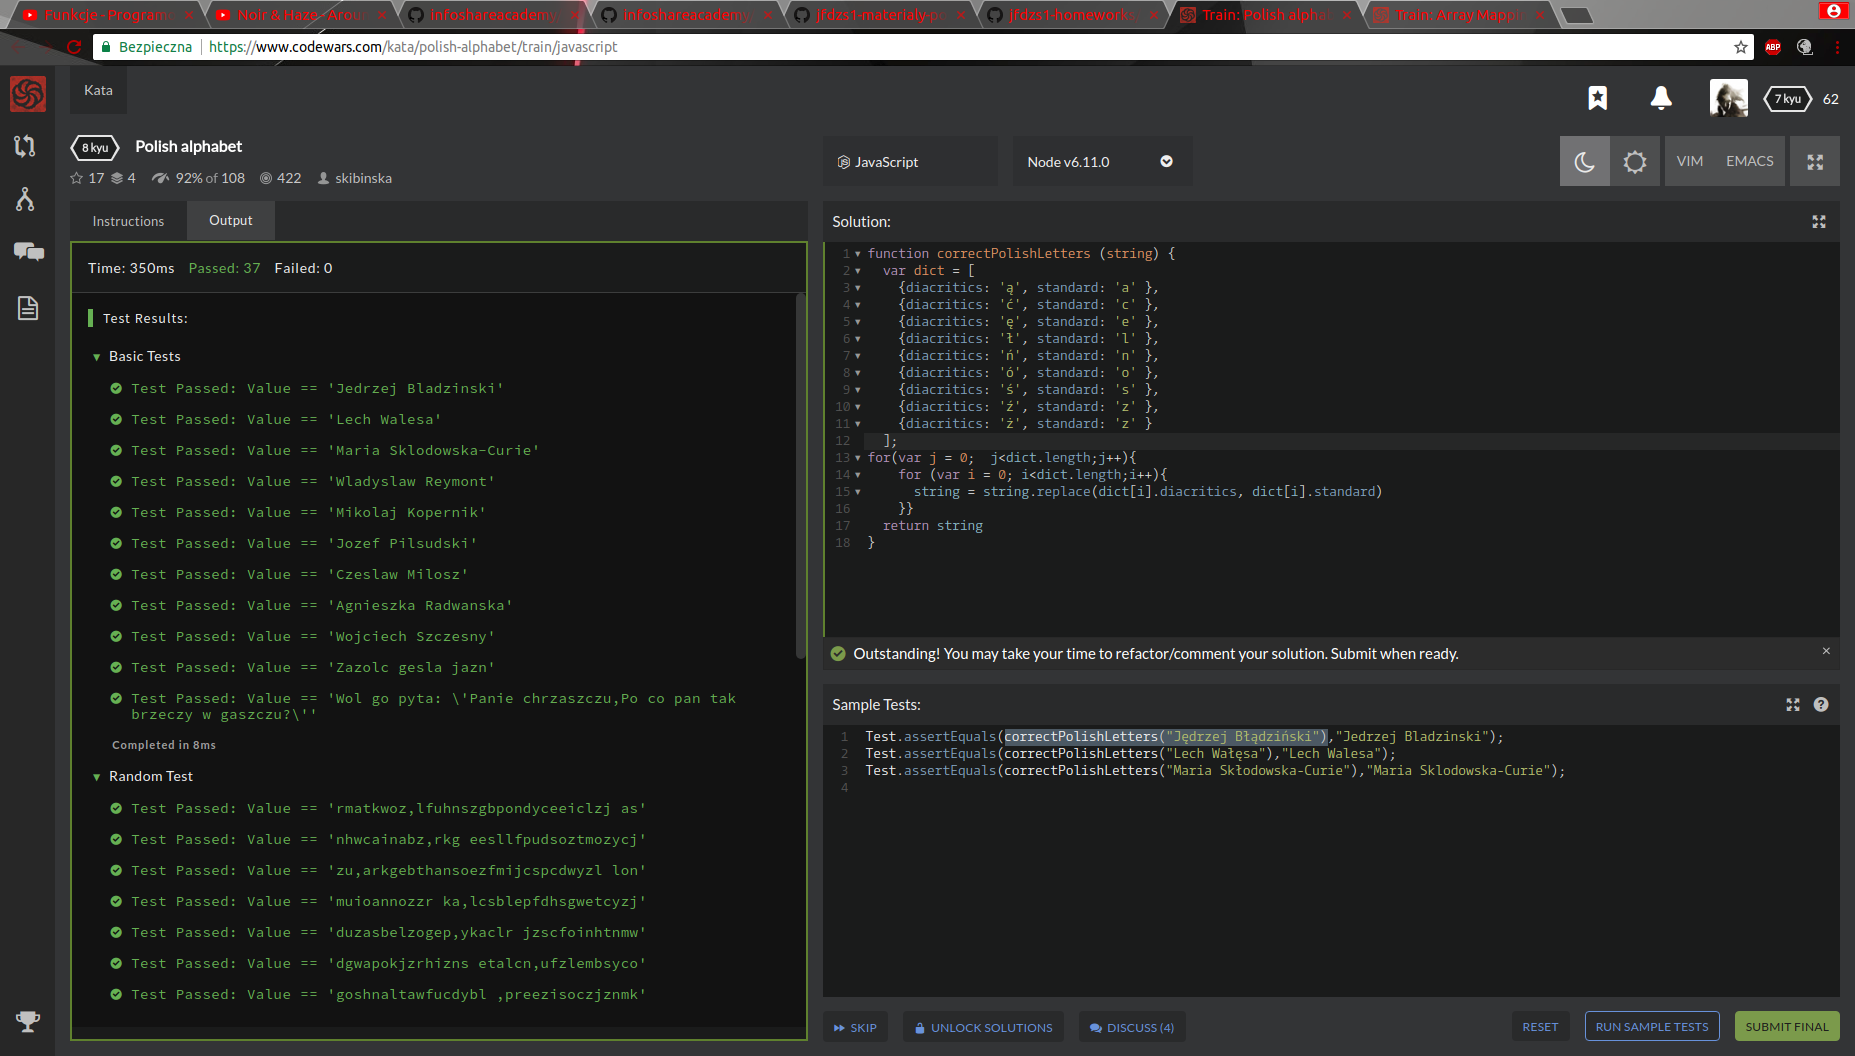 Funkcje - Program
Noir & Haze - Arou
infoshareacademy
infoshareacademy
jfdzs1-materialy-po
jfdzs1-homeworks
Train: Polish alphab
Train: Array Mappi
Bezpieczna https://www.codewars.com/kata/polish-alphabet/train/javascript
ABP
Kata
7 kyu 62
8 kyu Polish alphabet
17 4 92% of 108 422 skibinska
JavaScript
Node v6.11.0
VIM EMACS
Instructions Output
Time: 350ms Passed: 37 Failed: 0
Test Results:
Basic Tests
Test Passed: Value == 'Jedrzej Bladzinski'
Test Passed: Value == 'Lech Walesa'
Test Passed: Value == 'Maria Sklodowska-Curie'
Test Passed: Value == 'Wladyslaw Reymont'
Test Passed: Value == 'Mikolaj Kopernik'
Test Passed: Value == 'Jozef Pilsudski'
Test Passed: Value == 'Czeslaw Milosz'
Test Passed: Value == 'Agnieszka Radwanska'
Test Passed: Value == 'Wojciech Szczesny'
Test Passed: Value == 'Zazolc gesla jazn'
Test Passed: Value == 'Wol go pyta: \'Panie chrzaszczu,Po co pan tak
brzeczy w gaszczu?\''
Completed in 8ms
Random Test
Test Passed: Value == 'rmatkwoz,lfuhnszgbpondyceeiclzj as'
Test Passed: Value == 'nhwcainabz,rkg eesllfpudsoztmozycj'
Test Passed: Value == 'zu,arkgebthansoezfmijcspcdwyzl lon'
Test Passed: Value == 'muioannozzr ka,lcsblepfdhsgwetcyzj'
Test Passed: Value == 'duzasbelzogep,ykaclr jzscfoinhtnmw'
Test Passed: Value == 'dgwapokjzrhizns etalcn,ufzlembsyco'
Test Passed: Value == 'goshnaltawfucdybl ,preezisoczjznmk'
Solution:
1 function correctPolishLetters (string) {
2 var dict = [
3 {diacritics: 'ą', standard: 'a' },
4 {diacritics: 'ć', standard: 'c' },
5 {diacritics: 'ę', standard: 'e' },
6 {diacritics: 'ł', standard: 'l' },
7 {diacritics: 'ń', standard: 'n' },
8 {diacritics: 'ó', standard: 'o' },
9 {diacritics: 'ś', standard: 's' },
10 {diacritics: 'ź', standard: 'z' },
11 {diacritics: 'ż', standard: 'z' }
12 ];
13 for(var j = 0;  j<dict.length;j++){
14 for (var i = 0; i<dict.length;i++){
15 string = string.replace(dict[i].diacritics, dict[i].standard)
16 }}
17 return string
18 }
Outstanding! You may take your time to refactor/comment your solution. Submit when ready. ×
Sample Tests:
1 Test.assertEquals(correctPolishLetters("Jędrzej Błądziński"),"Jedrzej Bladzinski");
2 Test.assertEquals(correctPolishLetters("Lech Wałęsa"),"Lech Walesa");
3 Test.assertEquals(correctPolishLetters("Maria Skłodowska-Curie"),"Maria Sklodowska-Curie");
4
SKIP UNLOCK SOLUTIONS DISCUSS (4) RESET RUN SAMPLE TESTS SUBMIT FINAL